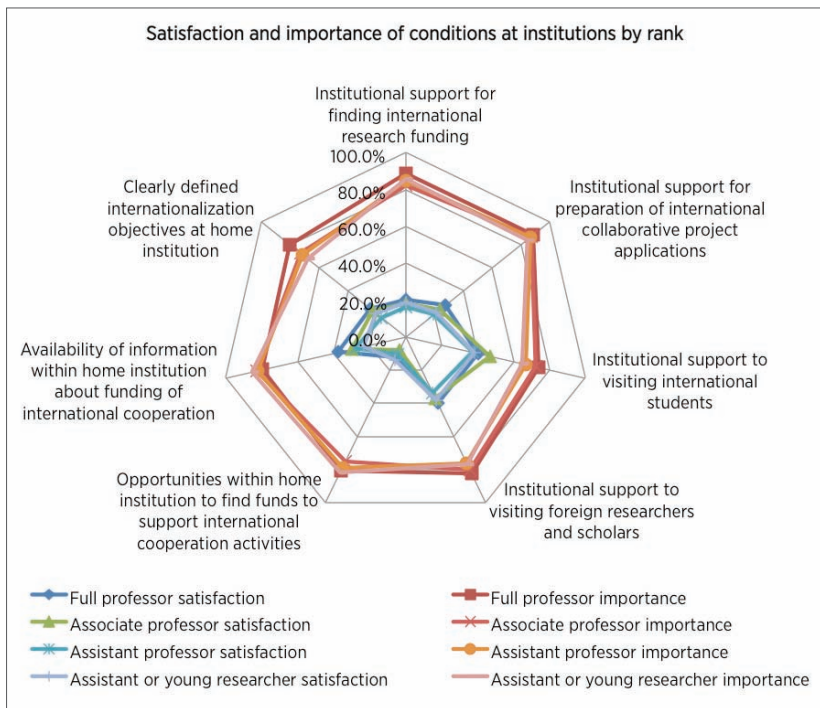 Satisfaction and importance of conditions at institutions by rank
Institutional support for
finding international
research funding
100.0%
80.0%
60.0%
40.0%
20.0%
0.0%
Institutional support for
preparation of international
collaborative project
applications
Institutional support to
visiting international
students
Institutional support to
visiting foreign researchers
and scholars
Opportunities within home
institution to find funds to
support international
cooperation activities
Availability of information
within home institution
about funding of
international cooperation
Clearly defined
internationalization
objectives at home
institution
Full professor satisfaction
Full professor importance
Associate professor satisfaction
Associate professor importance
Assistant professor satisfaction
Assistant professor importance
Assistant or young researcher satisfaction
Assistant or young researcher importance